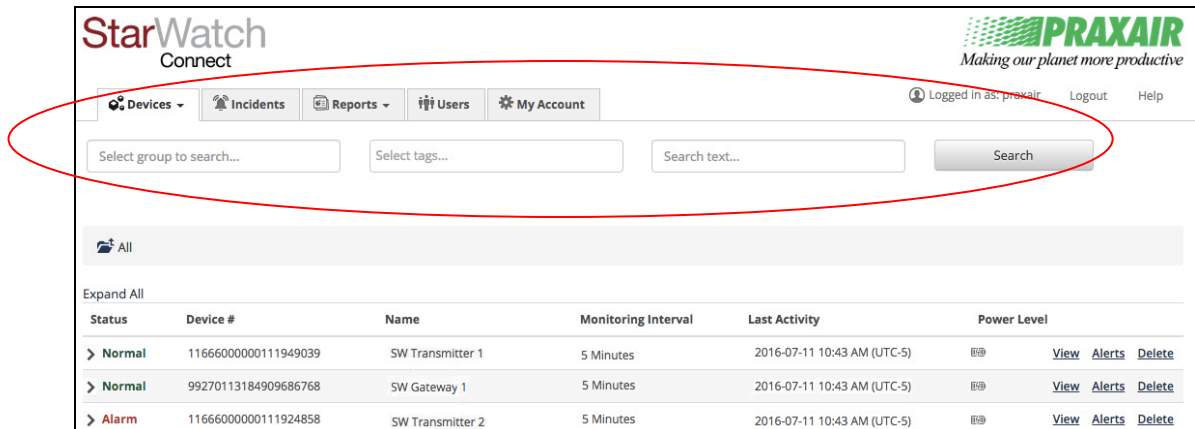 StarWatch
Connect
PRAXAIR
Making our planet more productive
Devices Incidents Reports Users My Account Logged in as: praxair Logout Help
Select group to search... Select tags... Search text... Search
All
Expand All
Status Device # Name Monitoring Interval Last Activity Power Level
Normal 11666000000111949039 SW Transmitter 1 5 Minutes 2016-07-11 10:43 AM (UTC-5) View Alerts Delete
Normal 99270113184909686768 SW Gateway 1 5 Minutes 2016-07-11 10:43 AM (UTC-5) View Alerts Delete
Alarm 11666000000111924858 SW Transmitter 2 5 Minutes 2016-07-11 10:43 AM (UTC-5) View Alerts Delete